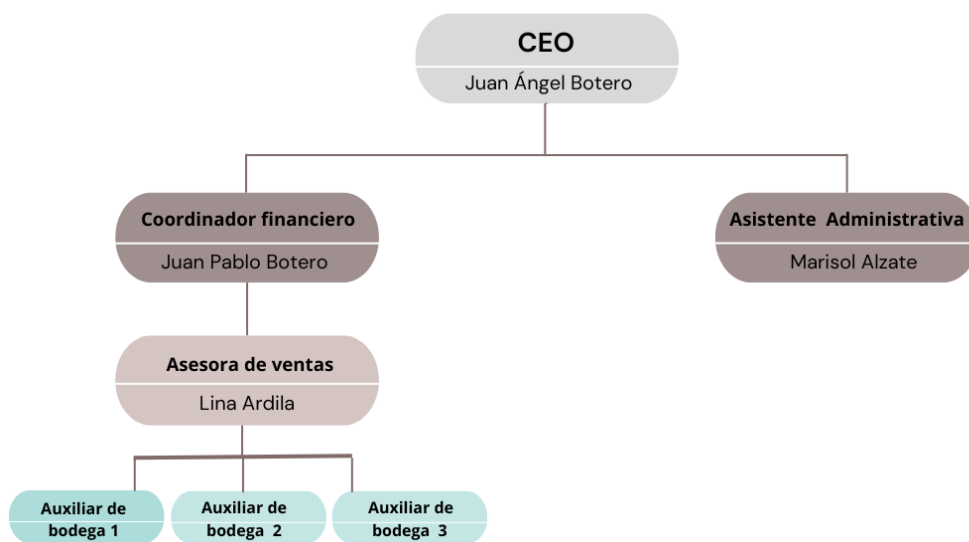 CEO
Juan Ángel Botero
Coordinador financiero
Juan Pablo Botero
Asistente Administrativa
Marisol Alzate
Asesora de ventas
Lina Ardila
Auxiliar de
bodega 1
Auxiliar de
bodega 2
Auxiliar de
bodega 3